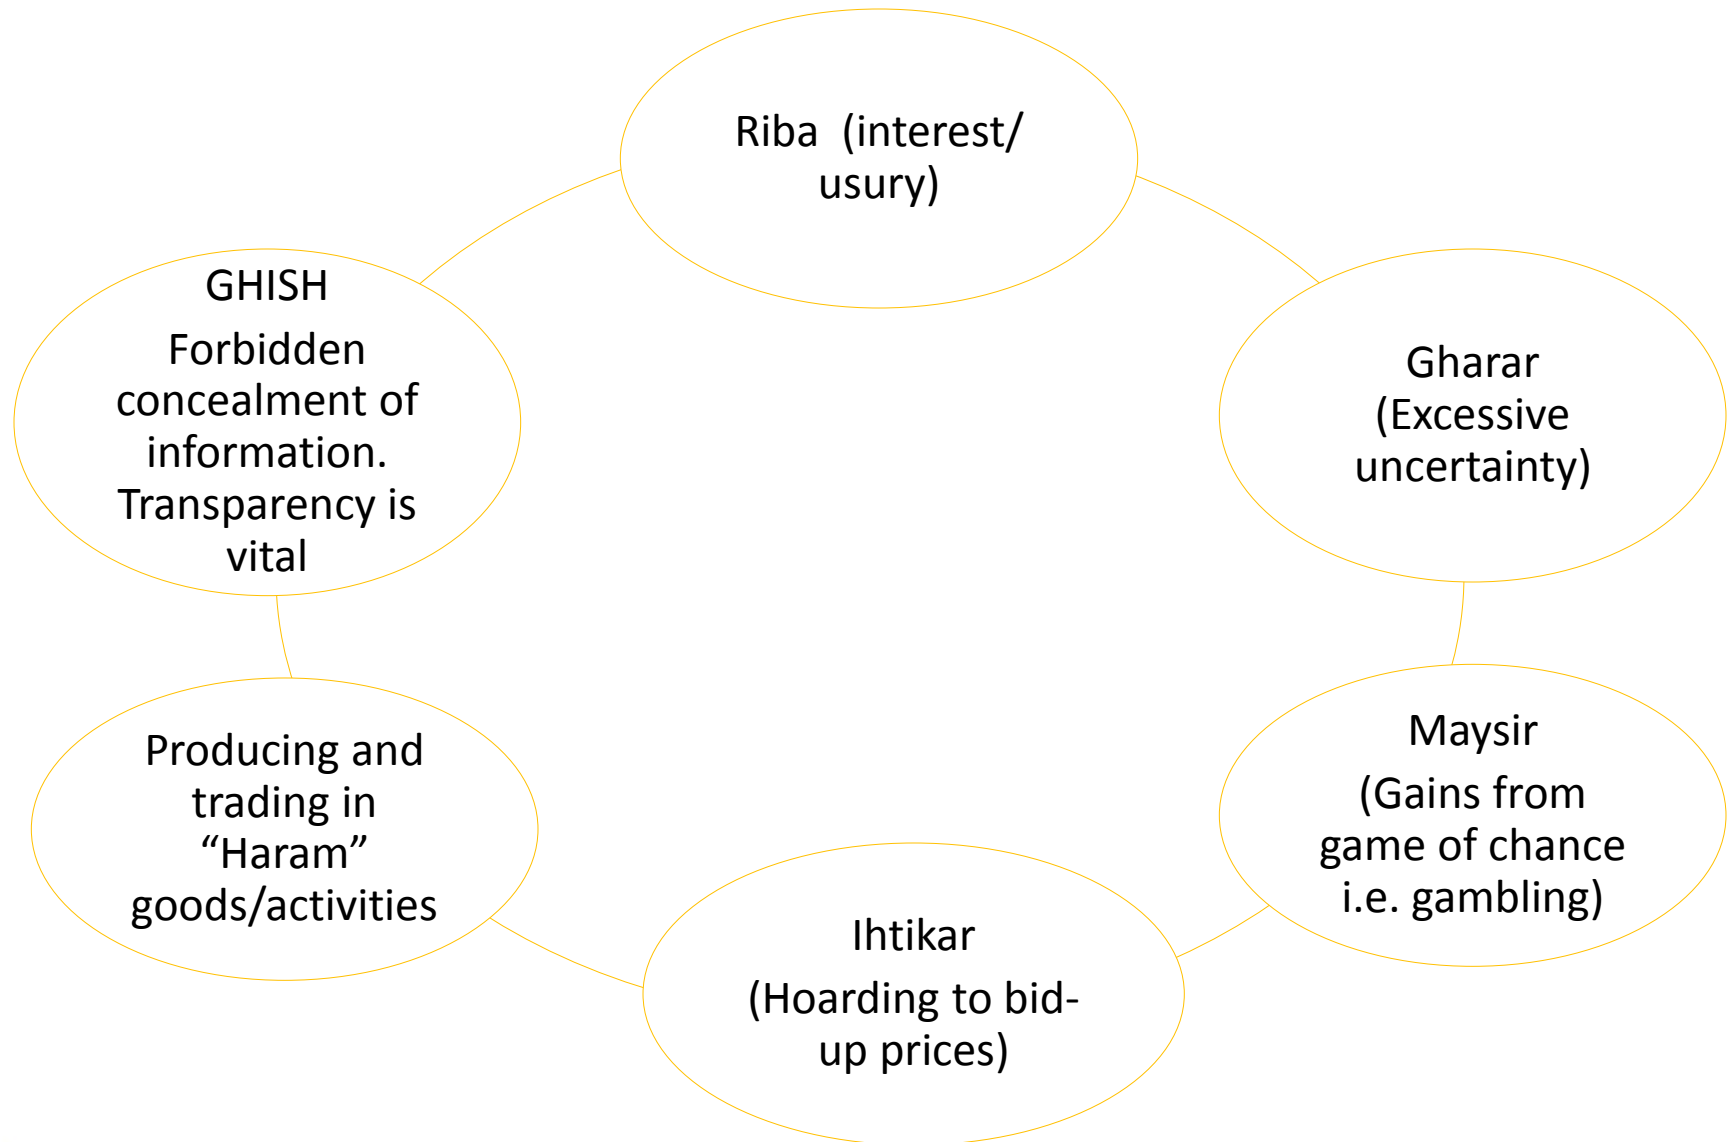 Riba  (interest/
usury)
Gharar
(Excessive
uncertainty)
Maysir
(Gains from
game of chance
i.e. gambling)
Ihtikar
(Hoarding to bid-
up prices)
Producing and
trading in
“Haram”
goods/activities
GHISH
Forbidden
concealment of
information.
Transparency is
vital